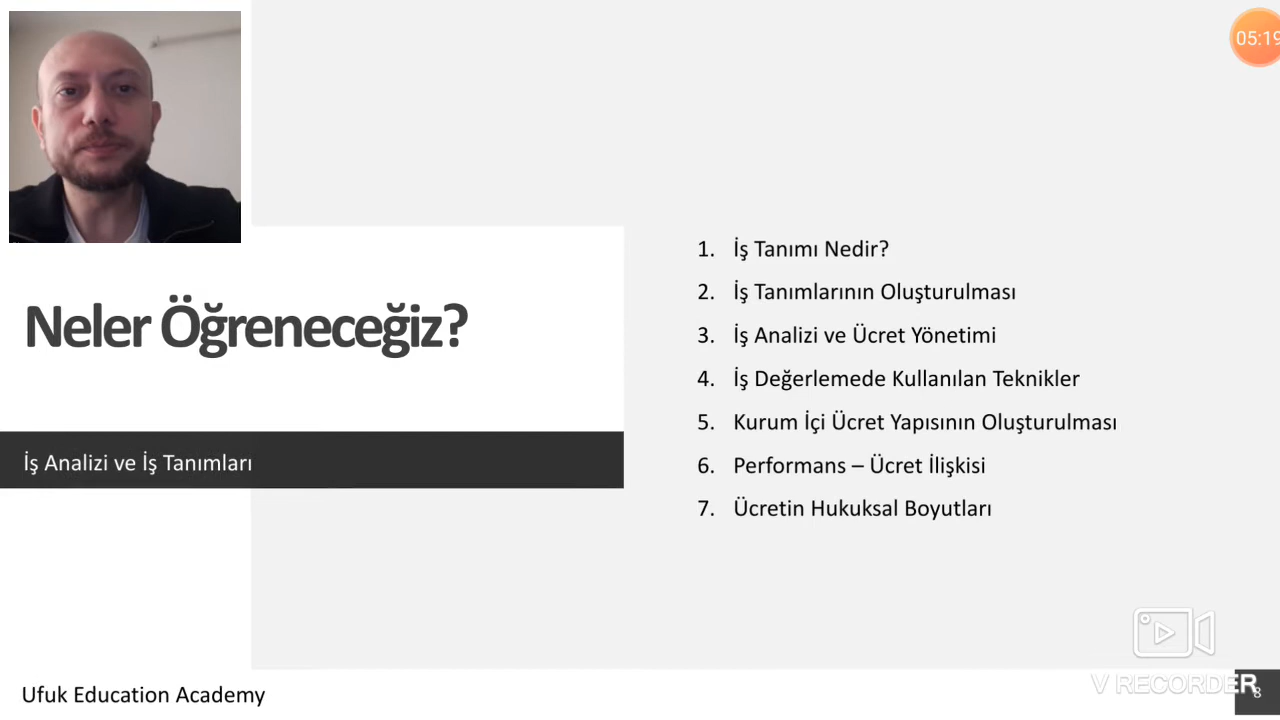 05:19
Neler Öğreneceğiz?
İş Analizi ve İş Tanımları
1. İş Tanımı Nedir?
2. İş Tanımlarının Oluşturulması
3. İş Analizi ve Ücret Yönetimi
4. İş Değerlemede Kullanılan Teknikler
5. Kurum İçi Ücret Yapısının Oluşturulması
6. Performans – Ücret İlişkisi
7. Ücretin Hukuksal Boyutları
Ufuk Education Academy
V RECORDER
8